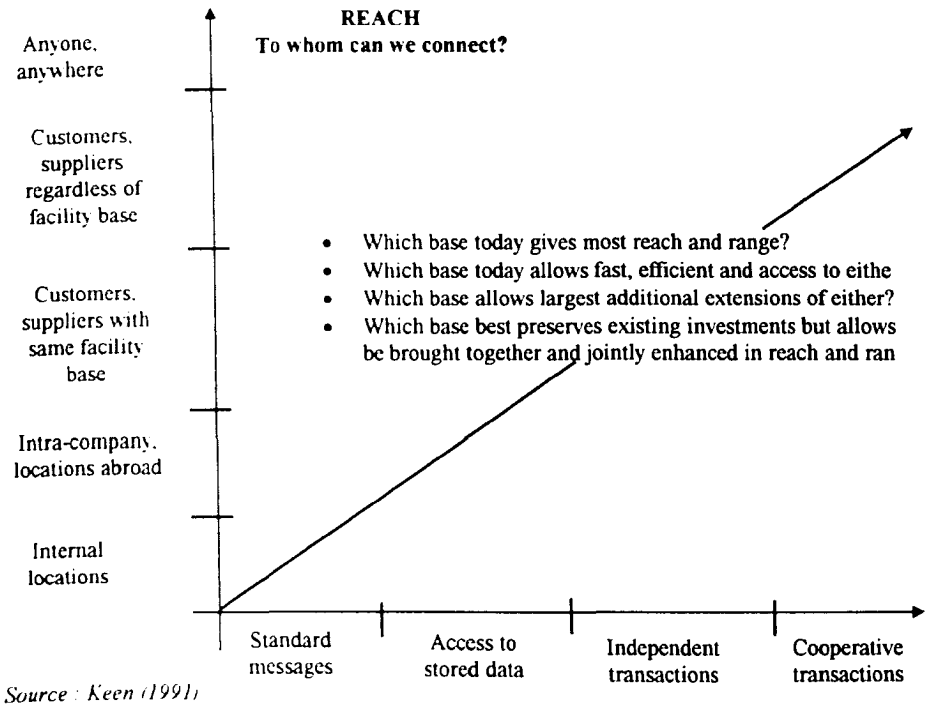 REACH
To whom can we connect?
Anyone,
anywhere
Customers,
suppliers
regardless of
facility base
Customers,
suppliers with
same facility
base
Intra-company,
locations abroad
Internal
locations
• Which base today gives most reach and range?
• Which base today allows fast, efficient and access to eithe
• Which base allows largest additional extensions of either?
• Which base best preserves existing investments but allows
be brought together and jointly enhanced in reach and ran
Standard
messages
Access to
stored data
Independent
transactions
Cooperative
transactions
Source : Keen (1991)